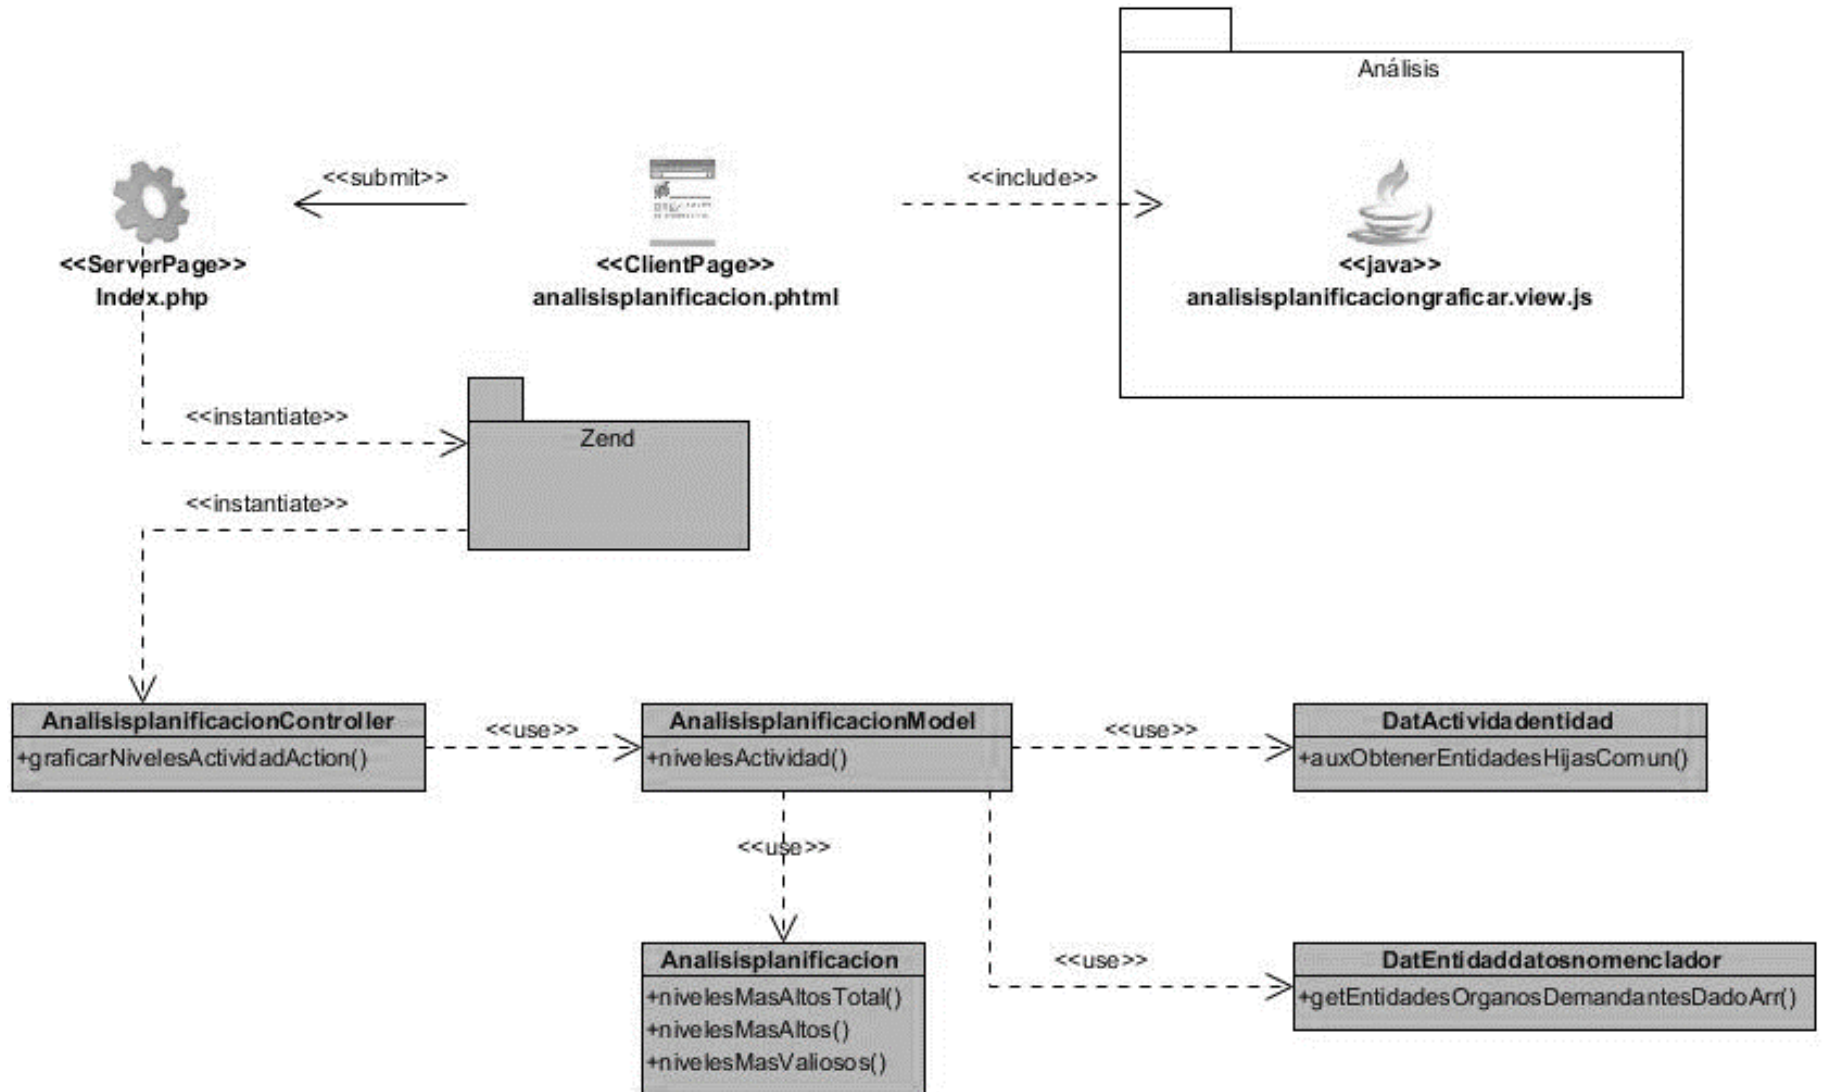 Análisis
<<submit>>
<<include>>
<<ServerPage>>
Index.php
<<ClientPage>>
analisisplanificacion.phtml
<<java>>
analisisplanificaciongraficar.view.js
<<instantiate>>
Zend
<<instantiate>>
AnalisisplanificacionController
+graficarNivelesActividadAction()
<<use>>
AnalisisplanificacionModel
+nivelesActividad()
<<use>>
DatActividadentidad
+auxObtenerEntidadesHijasComun()
<<use>>
Analisisplanificacion
+nivelesMasAltosTotal()
+nivelesMasAltos()
+nivelesMasValiosos()
<<use>>
DatEntidaddatosnomenclador
+getEntidadesOrganosDemandantesDadoArr()